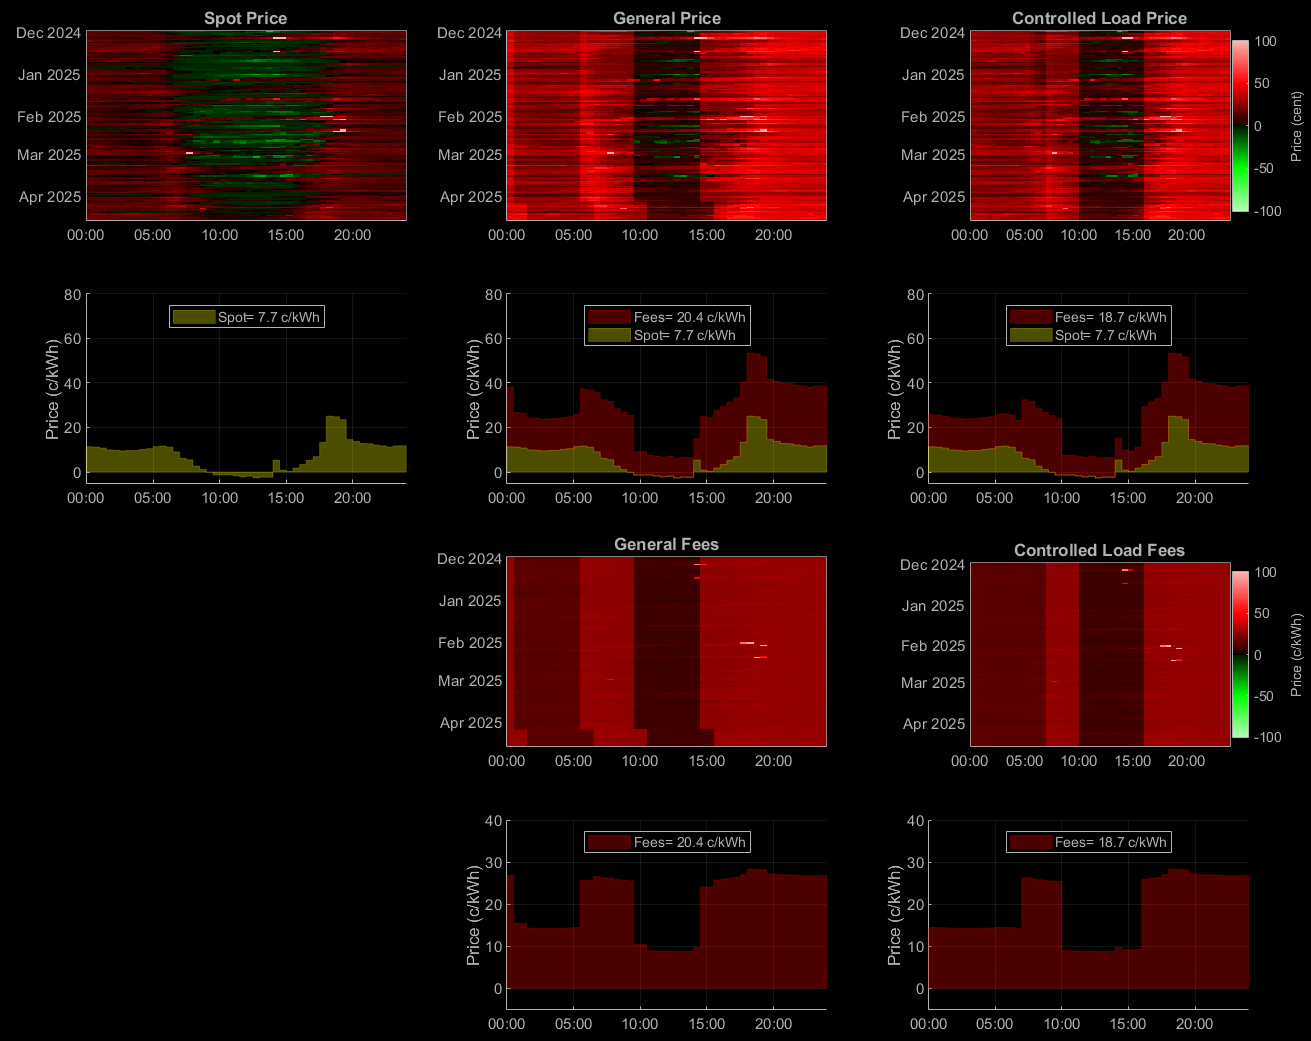 Spot Price
Dec 2024
Jan 2025
Feb 2025
Mar 2025
Apr 2025
00:00 05:00 10:00 15:00 20:00
General Price
Dec 2024
Jan 2025
Feb 2025
Mar 2025
Apr 2025
00:00 05:00 10:00 15:00 20:00
Controlled Load Price
Dec 2024
Jan 2025
Feb 2025
Mar 2025
Apr 2025
00:00 05:00 10:00 15:00 20:00
100
50
0
-50
-100
Price (cent)
80
60
40
20
0
Price (c/kWh)
Spot= 7.7 c/kWh
00:00 05:00 10:00 15:00 20:00
80
60
40
20
0
Price (c/kWh)
Fees= 20.4 c/kWh
Spot= 7.7 c/kWh
00:00 05:00 10:00 15:00 20:00
80
60
40
20
0
Price (c/kWh)
Fees= 18.7 c/kWh
Spot= 7.7 c/kWh
00:00 05:00 10:00 15:00 20:00
General Fees
Dec 2024
Jan 2025
Feb 2025
Mar 2025
Apr 2025
00:00 05:00 10:00 15:00 20:00
Controlled Load Fees
Dec 2024
Jan 2025
Feb 2025
Mar 2025
Apr 2025
00:00 05:00 10:00 15:00 20:00
100
50
0
-50
-100
Price (c/kWh)
40
30
20
10
0
Price (c/kWh)
Fees= 20.4 c/kWh
00:00 05:00 10:00 15:00 20:00
40
30
20
10
0
Price (c/kWh)
Fees= 18.7 c/kWh
00:00 05:00 10:00 15:00 20:00